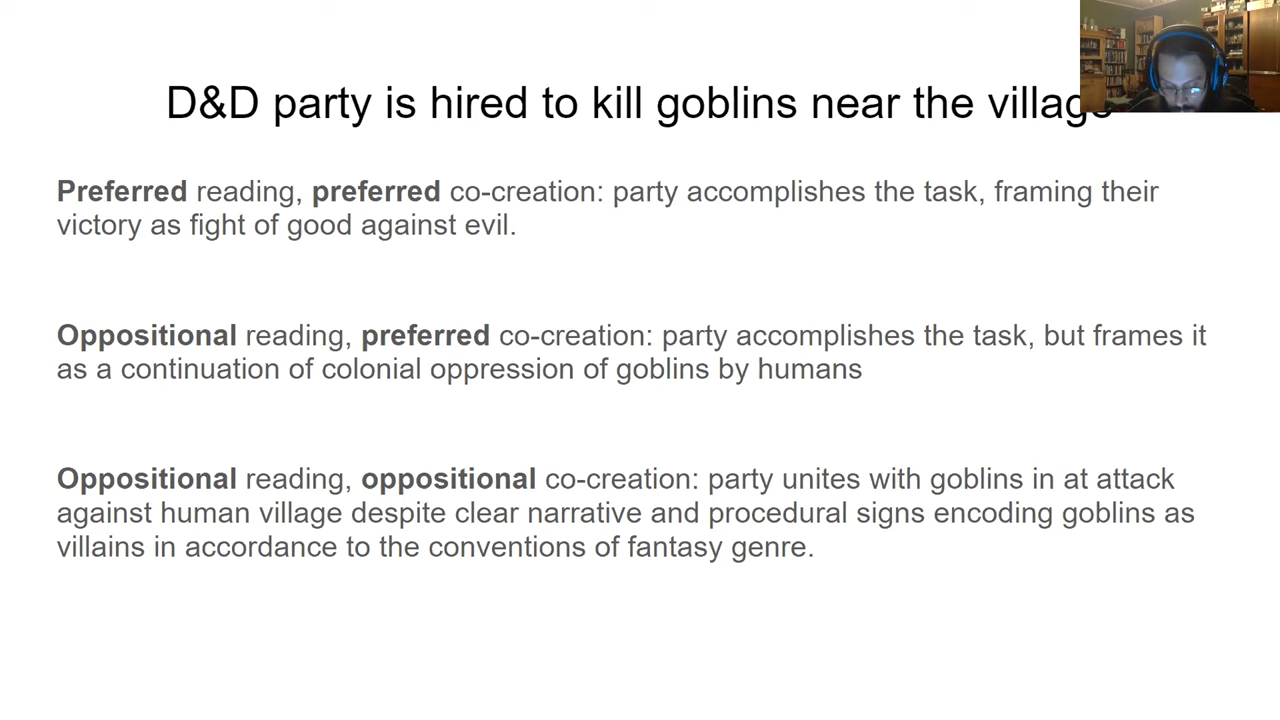 D&D party is hired to kill goblins near the village
Preferred reading, preferred co-creation: party accomplishes the task, framing their
victory as fight of good against evil.
Oppositional reading, preferred co-creation: party accomplishes the task, but frames it
as a continuation of colonial oppression of goblins by humans
Oppositional reading, oppositional co-creation: party unites with goblins in at attack
against human village despite clear narrative and procedural signs encoding goblins as
villains in accordance to the conventions of fantasy genre.